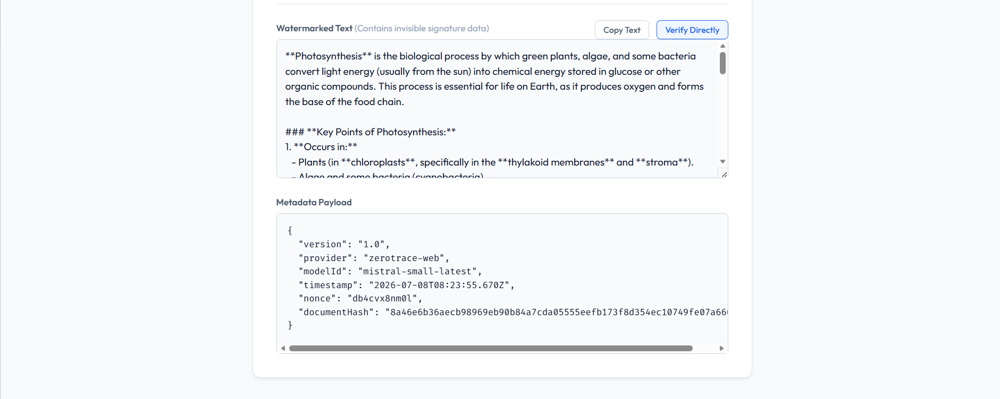 Watermarked Text (Contains invisible signature data)
Copy Text
Verify Directly
**Photosynthesis** is the biological process by which green plants, algae, and some bacteria
convert light energy (usually from the sun) into chemical energy stored in glucose or other
organic compounds. This process is essential for life on Earth, as it produces oxygen and forms
the base of the food chain.
### **Key Points of Photosynthesis:**
1. **Occurs in:**
- Plants (in **chloroplasts**, specifically in the **thylakoid membranes** and **stroma**).
- Algae and some bacteria (cyanobacteria)
Metadata Payload
{
"version": "1.0",
"provider": "zerotrace-web",
"modelId": "mistral-small-latest",
"timestamp": "2026-07-08T08:23:55.670Z",
"nonce": "db4cvx8nm0l",
"documentHash": "8a46e6b36aecb98969eb90b84a7cda05555eefb173f8d354ec10749fe07a66
}